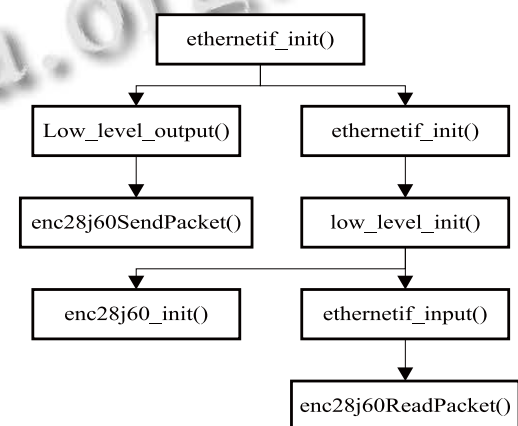 ethernetif_init()
Low_level_output()
ethernetif_init()
enc28j60SendPacket()
low_level_init()
enc28j60_init()
ethernetif_input()
enc28j60ReadPacket()